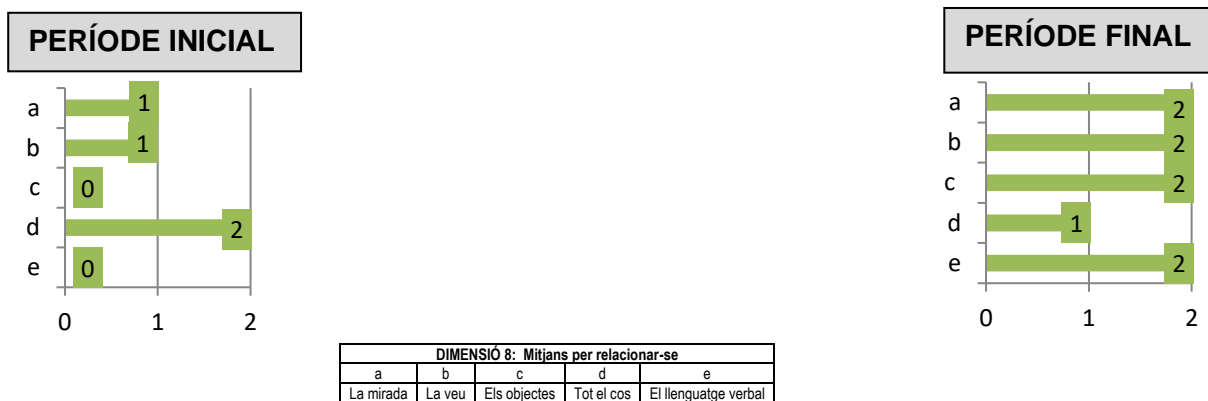 PERÍODE INICIAL
a 1
b 1
c 0
d 2
e 0
0 1 2
PERÍODE FINAL
a 2
b 2
c 2
d 1
e 2
0 1 2
DIMENSIÓ 8: Mitjans per relacionar-se
a b c d e
La mirada La veu Els objectes Tot el cos El llenguatge verbal